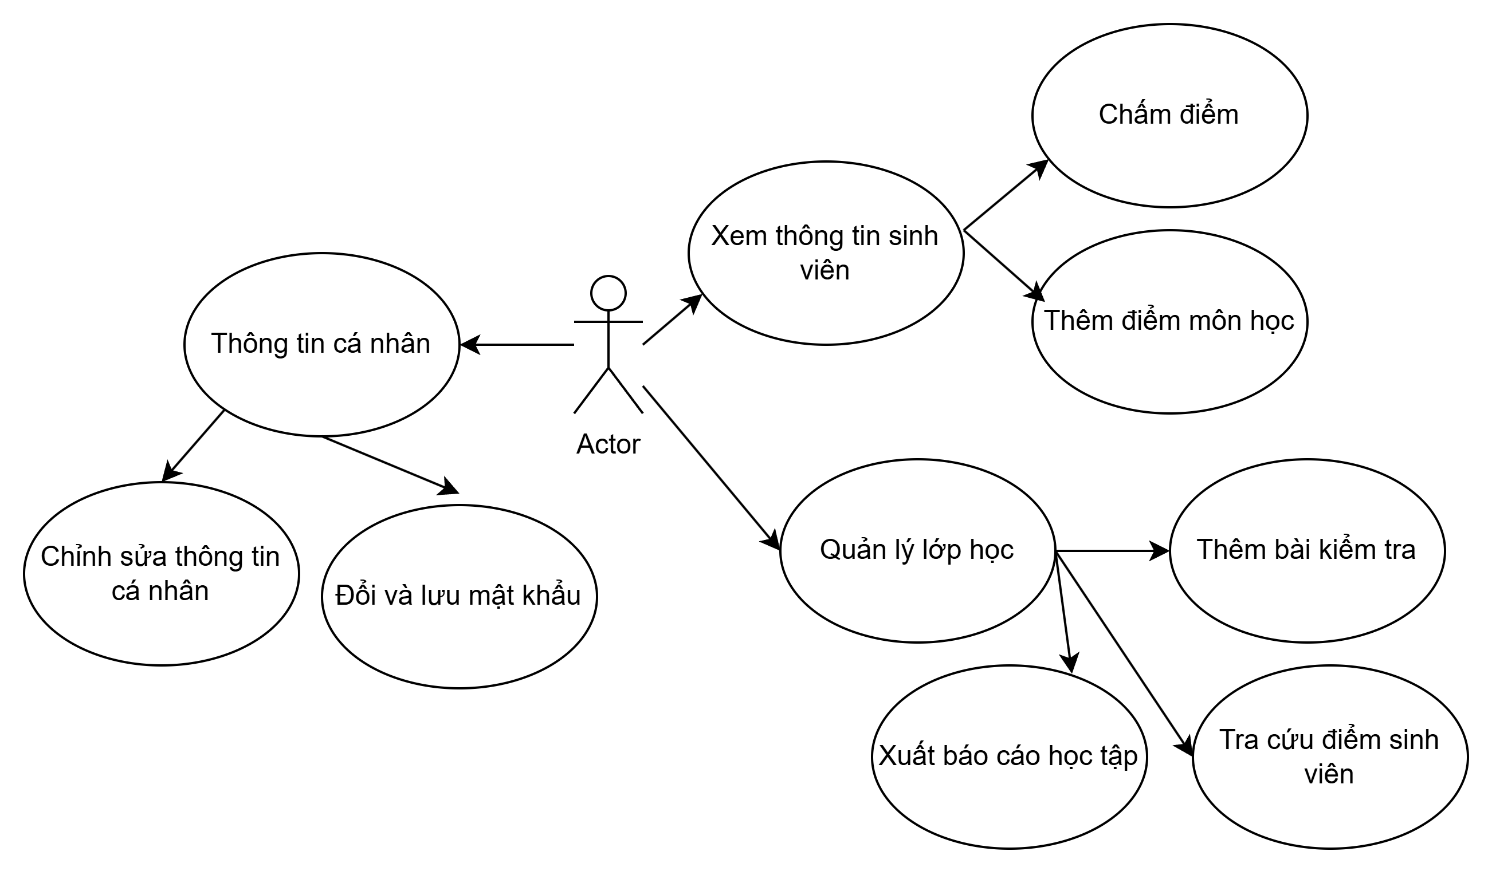 Chấm điểm
Xem thông tin sinh
viên
Thêm điểm môn học
Thông tin cá nhân
Actor
Chỉnh sửa thông tin
cá nhân
Đổi và lưu mật khẩu
Quản lý lớp học
Thêm bài kiểm tra
Xuất báo cáo học tập
Tra cứu điểm sinh
viên